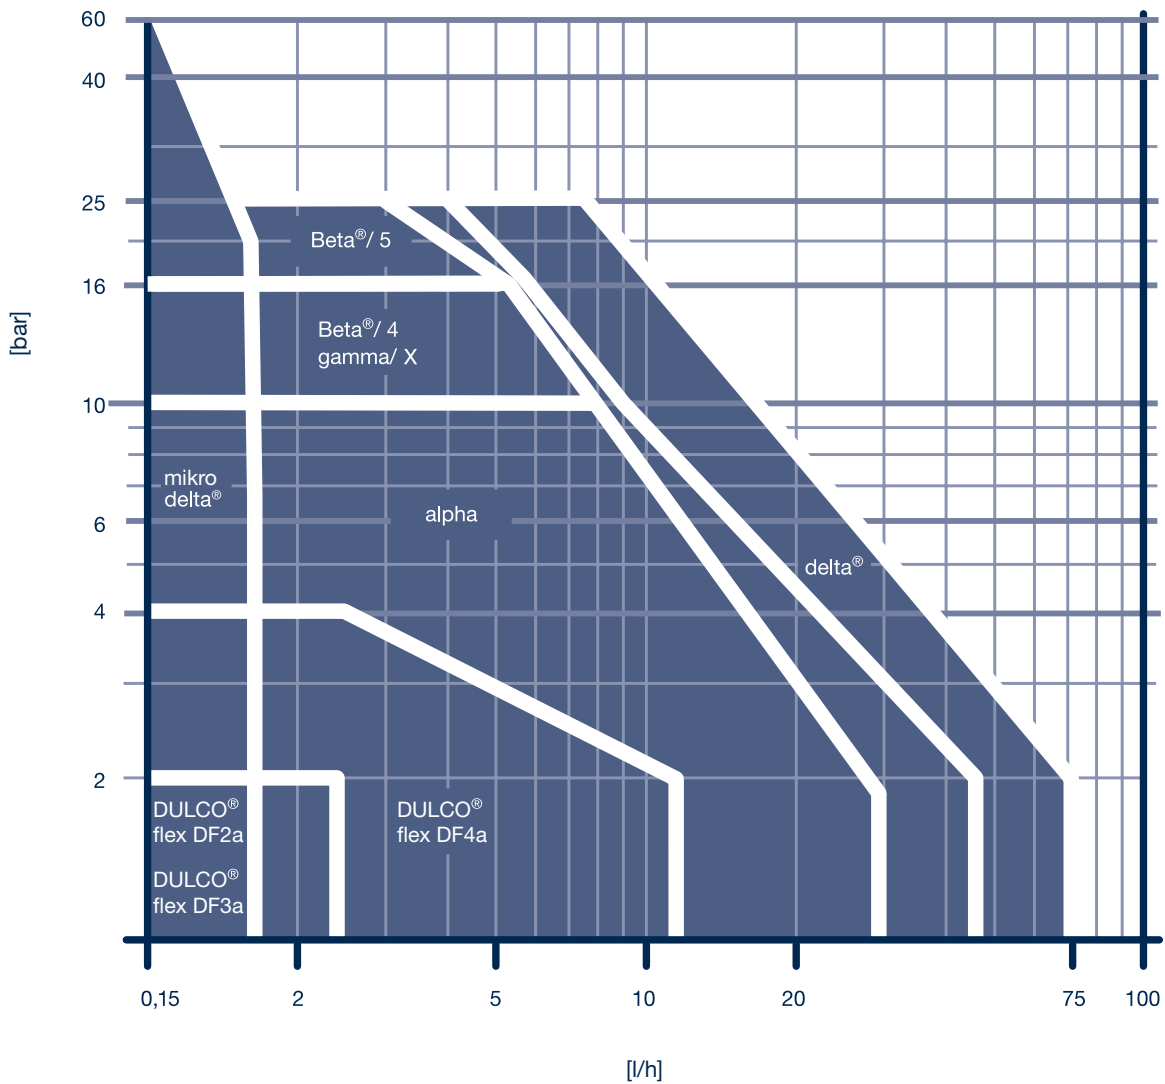 60
40
25
16
10
6
4
2
[bar]
Beta®/ 5
Beta®/ 4
gamma/ X
mikro
delta®
alpha
delta®
DULCO®
flex DF2a
DULCO®
flex DF3a
DULCO®
flex DF4a
0,15
2
5
10
20
75
100
[l/h]